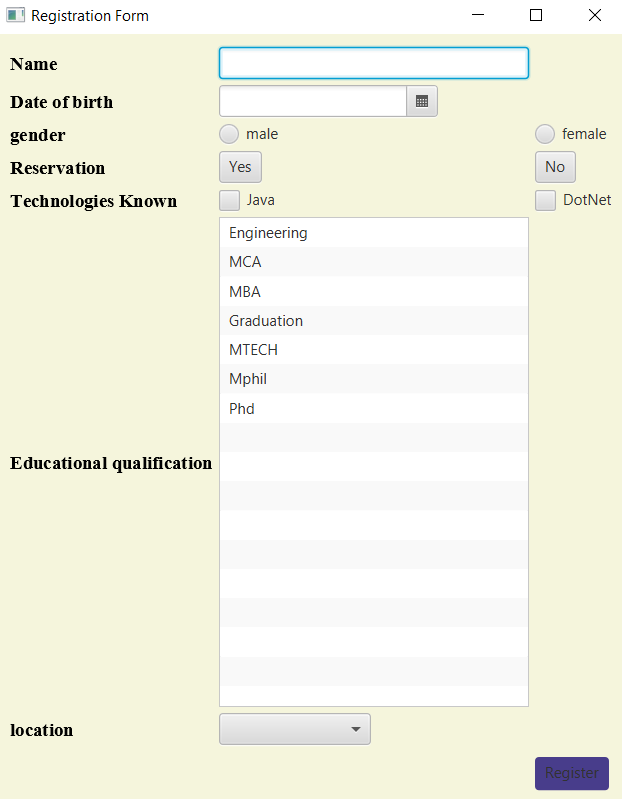 Registration Form
Name
Date of birth
gender male female
Reservation Yes No
Technologies Known Java DotNet
Engineering
MCA
MBA
Graduation
MTECH
Mphil
Phd
Educational qualification
location
Register